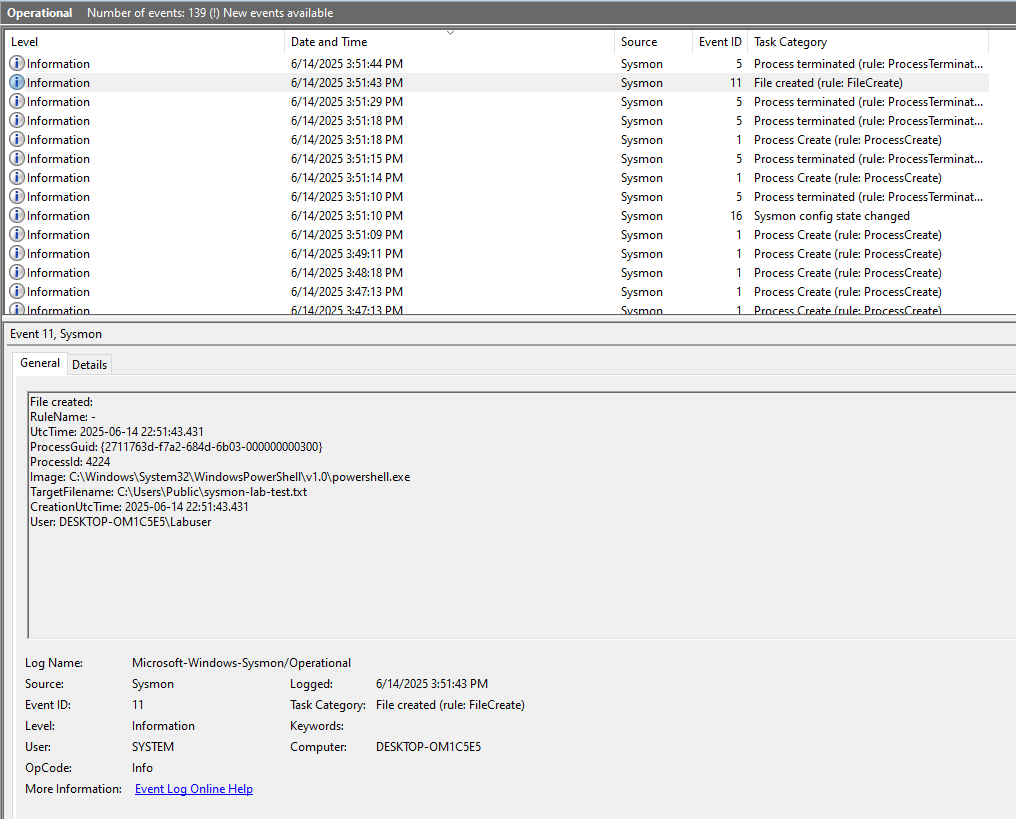 Operational Number of events: 139 (!) New events available
Level Date and Time Source Event ID Task Category
Information 6/14/2025 3:51:44 PM Sysmon 5 Process terminated (rule: ProcessTerminat...
Information 6/14/2025 3:51:43 PM Sysmon 11 File created (rule: FileCreate)
Information 6/14/2025 3:51:29 PM Sysmon 5 Process terminated (rule: ProcessTerminat...
Information 6/14/2025 3:51:18 PM Sysmon 5 Process terminated (rule: ProcessTerminat...
Information 6/14/2025 3:51:18 PM Sysmon 1 Process Create (rule: ProcessCreate)
Information 6/14/2025 3:51:15 PM Sysmon 5 Process terminated (rule: ProcessTerminat...
Information 6/14/2025 3:51:14 PM Sysmon 1 Process Create (rule: ProcessCreate)
Information 6/14/2025 3:51:10 PM Sysmon 5 Process terminated (rule: ProcessTerminat...
Information 6/14/2025 3:51:10 PM Sysmon 16 Sysmon config state changed
Information 6/14/2025 3:51:09 PM Sysmon 1 Process Create (rule: ProcessCreate)
Information 6/14/2025 3:49:11 PM Sysmon 1 Process Create (rule: ProcessCreate)
Information 6/14/2025 3:48:18 PM Sysmon 1 Process Create (rule: ProcessCreate)
Information 6/14/2025 3:47:13 PM Sysmon 1 Process Create (rule: ProcessCreate)
Information 6/14/2025 3:47:13 PM Sysmon 1 Process Create (rule: ProcessCreate)
Event 11, Sysmon
General Details
File created:
RuleName: -
UtcTime: 2025-06-14 22:51:43.431
ProcessGuid: {2711763d-f7a2-684d-6b03-000000000300}
ProcessId: 4224
Image: C:\Windows\System32\WindowsPowerShell\v1.0\powershell.exe
TargetFilename: C:\Users\Public\sysmon-lab-test.txt
CreationUtcTime: 2025-06-14 22:51:43.431
User: DESKTOP-OM1C5E5\Labuser
Log Name: Microsoft-Windows-Sysmon/Operational
Source: Sysmon Logged: 6/14/2025 3:51:43 PM
Event ID: 11 Task Category: File created (rule: FileCreate)
Level: Information Keywords:
User: SYSTEM Computer: DESKTOP-OM1C5E5
OpCode: Info
More Information: Event Log Online Help